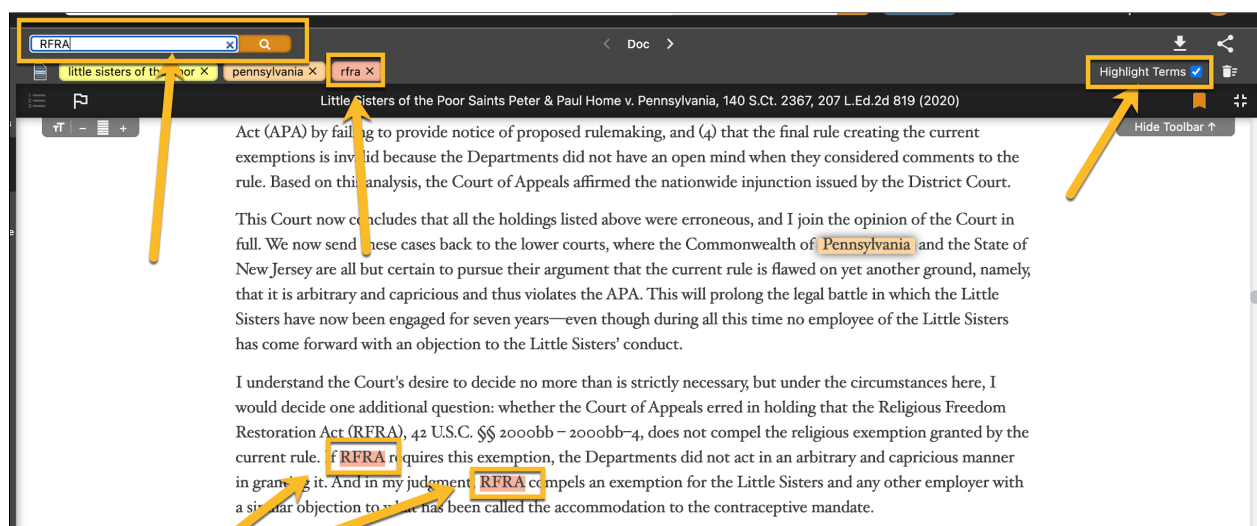 RFRA
Doc
little sisters of the poor ×
pennsylvania ×
rfra ×
Highlight Terms
Little Sisters of the Poor Saints Peter & Paul Home v. Pennsylvania, 140 S.Ct. 2367, 207 L.Ed.2d 819 (2020)
Hide Toolbar ↑
Act (APA) by failing to provide notice of proposed rulemaking, and (4) that the final rule creating the current
exemptions is invalid because the Departments did not have an open mind when they considered comments to the
rule. Based on this analysis, the Court of Appeals affirmed the nationwide injunction issued by the District Court.
This Court now concludes that all the holdings listed above were erroneous, and I join the opinion of the Court in
full. We now send these cases back to the lower courts, where the Commonwealth of Pennsylvania and the State of
New Jersey are all but certain to pursue their argument that the current rule is flawed on yet another ground, namely,
that it is arbitrary and capricious and thus violates the APA. This will prolong the legal battle in which the Little
Sisters have now been engaged for seven years—even though during all this time no employee of the Little Sisters
has come forward with an objection to the Little Sisters' conduct.
I understand the Court's desire to decide no more than is strictly necessary, but under the circumstances here, I
would decide one additional question: whether the Court of Appeals erred in holding that the Religious Freedom
Restoration Act (RFRA), 42 U.S.C. §§ 2000bb – 2000bb–4, does not compel the religious exemption granted by the
current rule. If RFRA requires this exemption, the Departments did not act in an arbitrary and capricious manner
in granting it. And in my judgment RFRA compels an exemption for the Little Sisters and any other employer with
a similar objection to what has been called the accommodation to the contraceptive mandate.